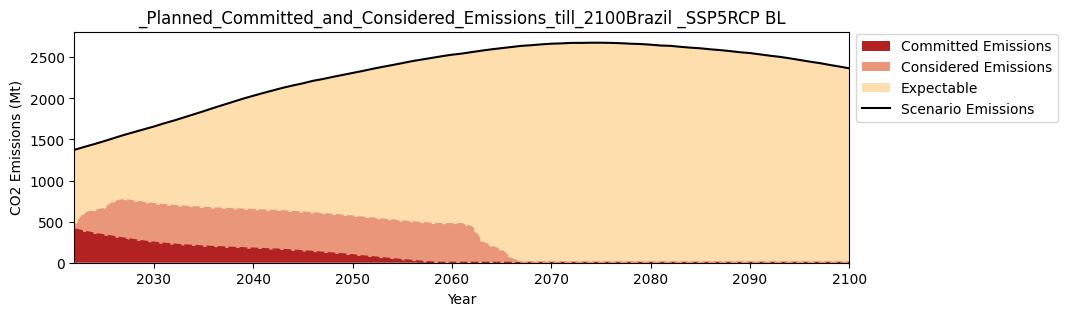 _Planned_Committed_and_Considered_Emissions_till_2100Brazil _SSP5RCP BL
CO2 Emissions (Mt)
2500
2000
1500
1000
500
0
2030 2040 2050 2060 2070 2080 2090 2100
Year
Committed Emissions
Considered Emissions
Expectable
Scenario Emissions